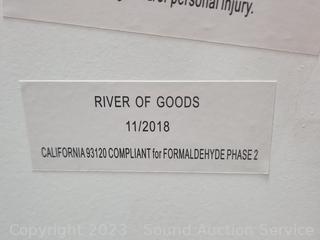 of personal injury.
RIVER OF GOODS
11/2018
CALIFORNIA 93120 COMPLIANT for FORMALDEHYDE PHASE 2
Copyright 2023 - Sound Auction Service